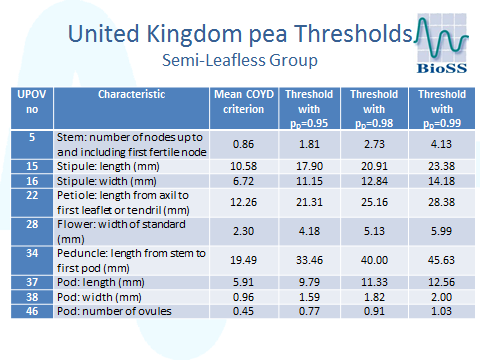 United Kingdom pea Thresholds
Semi-Leafless Group
BioSS
UPOV no Characteristic Mean COYD criterion Threshold with pD=0.95 Threshold with pD=0.98 Threshold with pD=0.99
5 Stem: number of nodes up to and including first fertile node 0.86 1.81 2.73 4.13
15 Stipule: length (mm) 10.58 17.90 20.91 23.38
16 Stipule: width (mm) 6.72 11.15 12.84 14.18
22 Petiole: length from axil to first leaflet or tendril (mm) 12.26 21.31 25.16 28.38
28 Flower: width of standard (mm) 2.30 4.18 5.13 5.99
34 Peduncle: length from stem to first pod (mm) 19.49 33.46 40.00 45.63
37 Pod: length (mm) 5.91 9.79 11.33 12.56
38 Pod: width (mm) 0.96 1.59 1.82 2.00
46 Pod: number of ovules 0.45 0.77 0.91 1.03